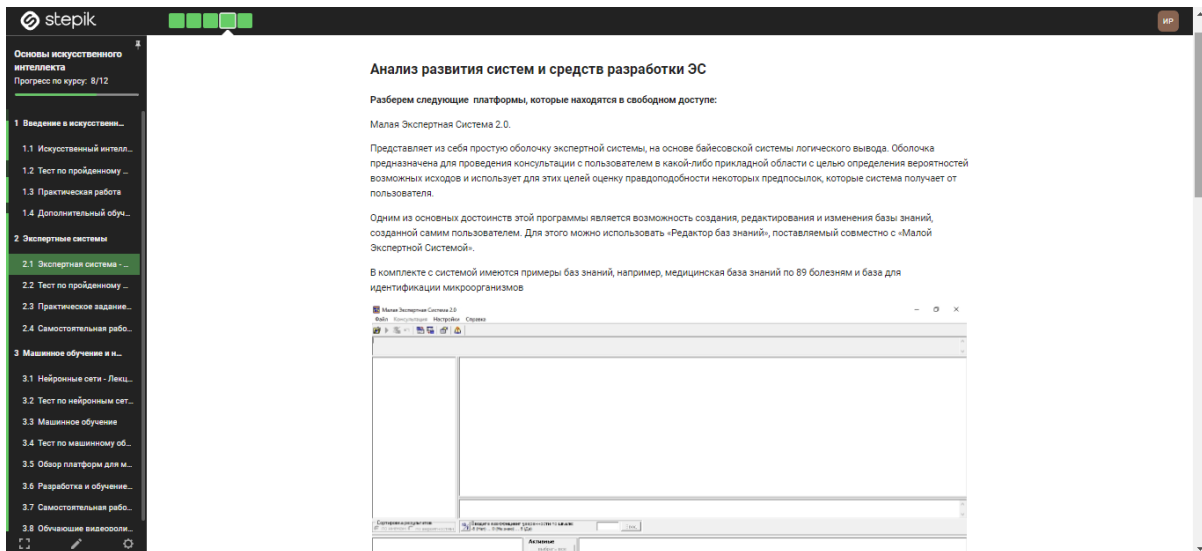 stepik
ИР
Основы искусственного
интеллекта
Прогресс по курсу: 8/12
1 Введение в искусственн...
1.1 Искусственный интелл...
1.2 Тест по пройденному ...
1.3 Практическая работа
1.4 Дополнительный обуч...
2 Экспертные системы
2.1 Экспертная система - ...
2.2 Тест по пройденному ...
2.3 Практическое задание...
2.4 Самостоятельная рабо...
3 Машинное обучение и н...
3.1 Нейронные сети - Лекц...
3.2 Тест по нейронным сет...
3.3 Машинное обучение
3.4 Тест по машинному об...
3.5 Обзор платформ для м...
3.6 Разработка и обучение...
3.7 Самостоятельная рабо...
3.8 Обучающие видеороли...
Анализ развития систем и средств разработки ЭС
Разберем следующие платформы, которые находятся в свободном доступе:
Малая Экспертная Система 2.0.
Представляет из себя простую оболочку экспертной системы, на основе байесовской системы логического вывода. Оболочка
предназначена для проведения консультации с пользователем в какой-либо прикладной области с целью определения вероятностей
возможных исходов и использует для этих целей оценку правдоподобности некоторых предпосылок, которые система получает от
пользователя.
Одним из основных достоинств этой программы является возможность создания, редактирования и изменения базы знаний,
созданной самим пользователем. Для этого можно использовать «Редактор баз знаний», поставляемый совместно с «Малой
Экспертной Системой».
В комплекте с системой имеются примеры баз знаний, например, медицинская база знаний по 89 болезням и база для
идентификации микроорганизмов
Малая Экспертная Система 2.0
Файл Консультация Настройки Справка